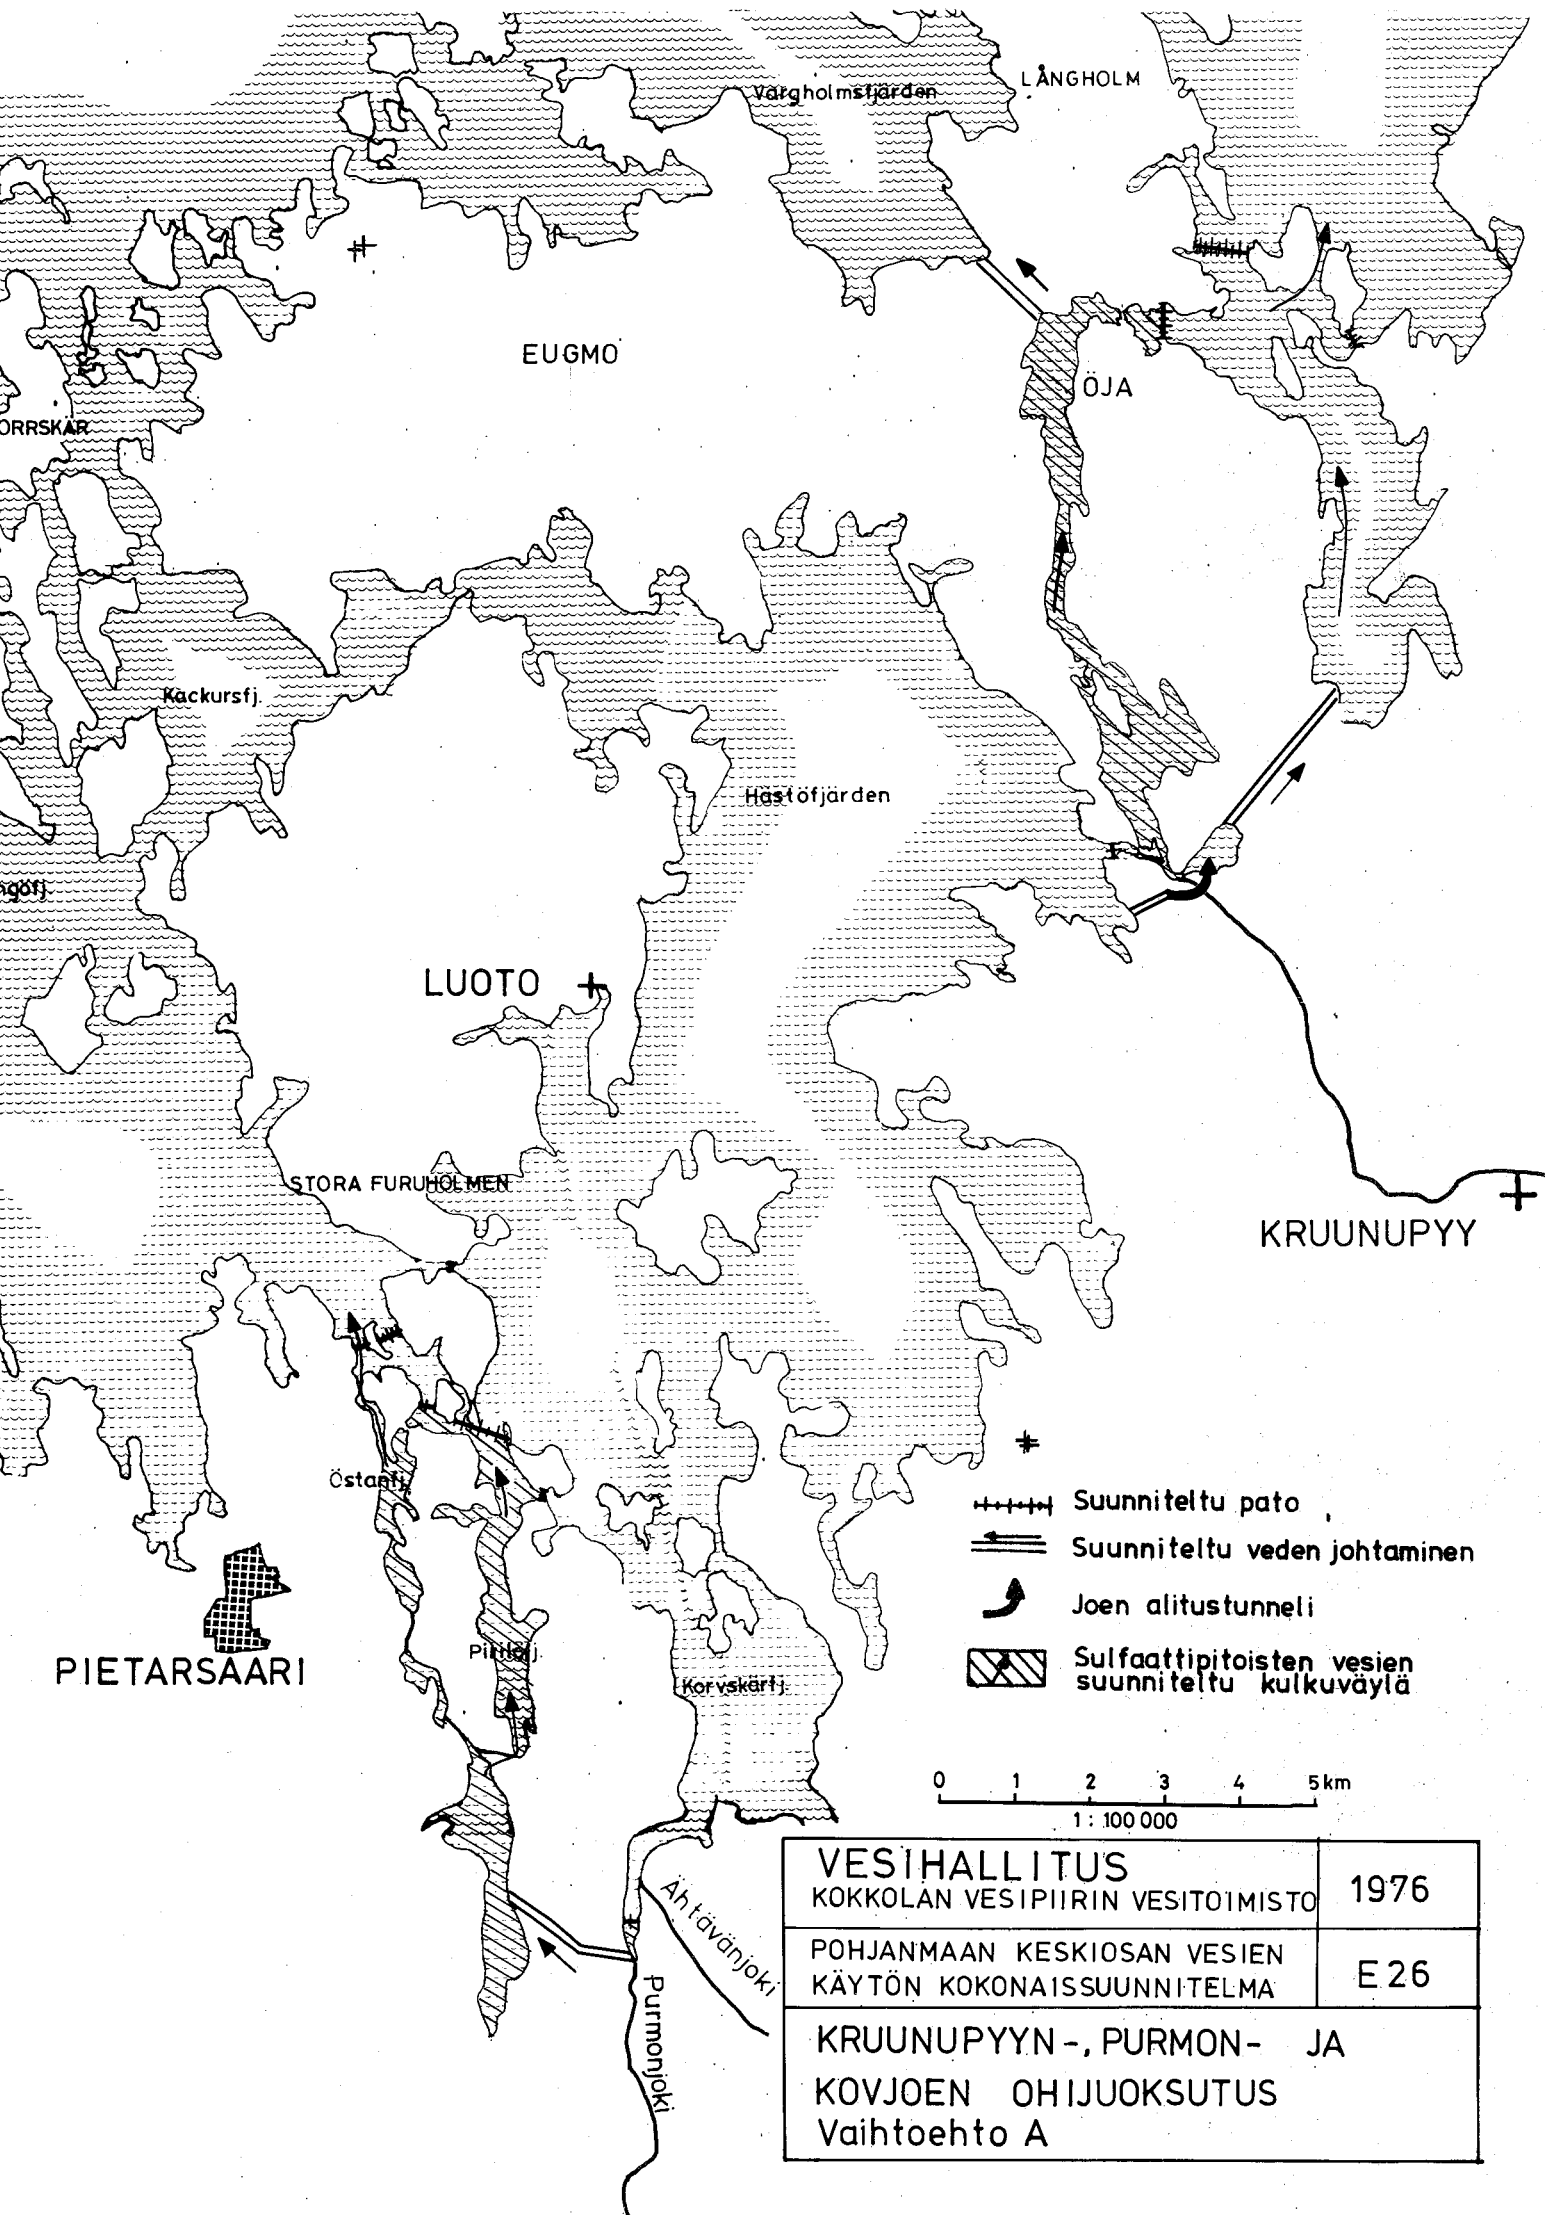 Vargholmsfjärden
LÅNGHOLM
EUGMO
ÖJA
ORRSKÄR
Kackursfj.
Hästöfjärden
LUOTO
STORA FURUHOLMEN
KRUUNUPYY
Östanfj.
PIETARSAARI
Korvskärfj.
Suunniteltu pato
Suunniteltu veden johtaminen
Joen alitustunneli
Sulfaattipitoisten vesien
suunniteltu kulkuväylä
0 1 2 3 4 5 km
1 : 100 000
Ähtävänjoki
Purmonjoki
VESIHALLITUS
KOKKOLAN VESIPIIRIN VESITOIMISTO
1976
POHJANMAAN KESKIOSAN VESIEN
KÄYTÖN KOKONAISSUUNNITELMA
E 26
KRUUNUPYYN-, PURMON- JA
KOVJOEN OHIJUOKSUTUS
Vaihtoehto A